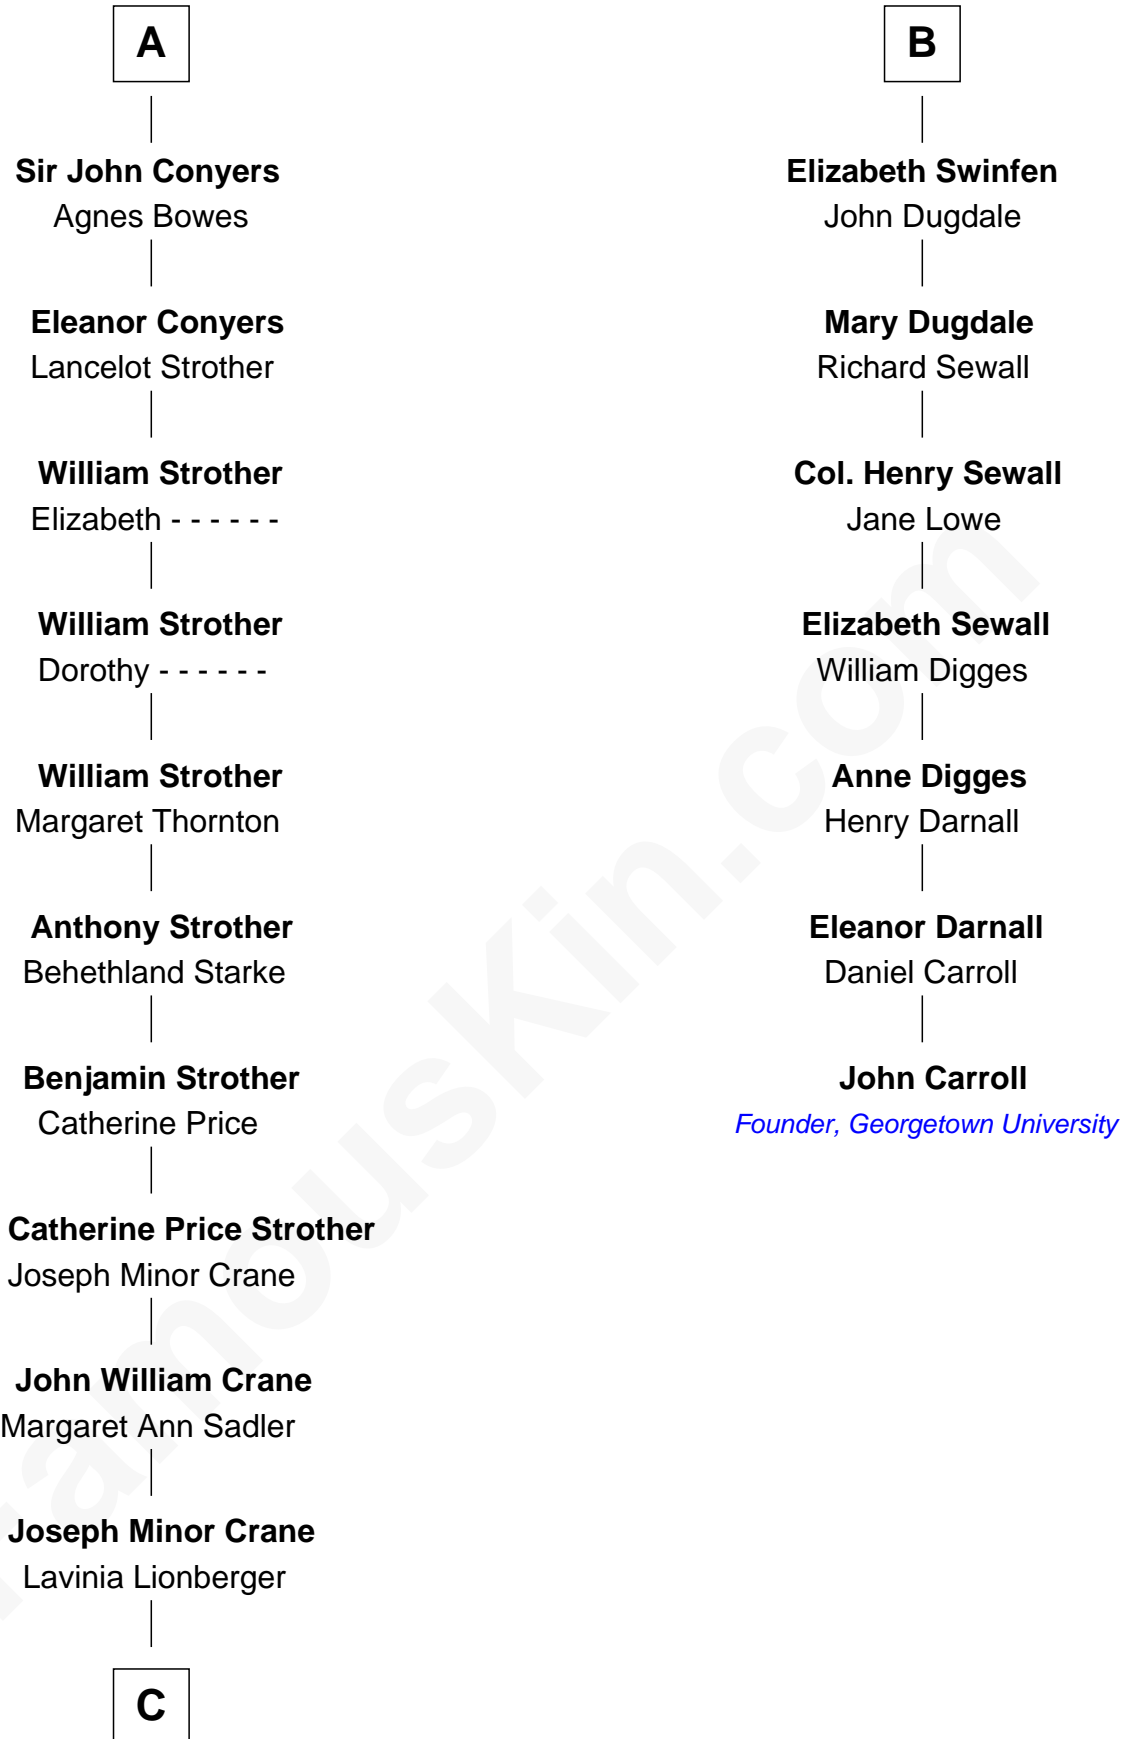 A
Sir John Conyers
Agnes Bowes
Eleanor Conyers
Lancelot Strother
William Strother
Elizabeth - - - - - -
William Strother
Dorothy - - - - - -
William Strother
Margaret Thornton
Anthony Strother
Behethland Starke
Benjamin Strother
Catherine Price
Catherine Price Strother
Joseph Minor Crane
John William Crane
Margaret Ann Sadler
Joseph Minor Crane
Lavinia Lionberger
C
B
Elizabeth Swinfen
John Dugdale
Mary Dugdale
Richard Sewall
Col. Henry Sewall
Jane Lowe
Elizabeth Sewall
William Digges
Anne Digges
Henry Darnall
Eleanor Darnall
Daniel Carroll
John Carroll
Founder, Georgetown University
FamousKin.com